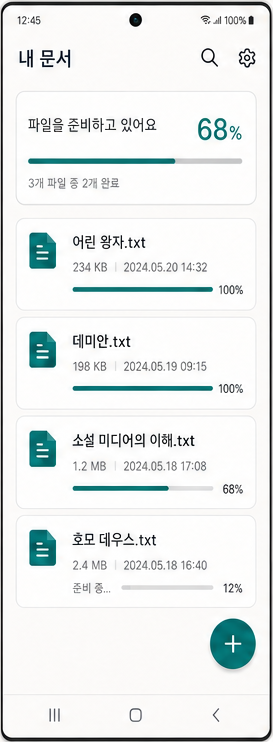 12:45
100%
내 문서
파일을 준비하고 있어요
68%
3개 파일 중 2개 완료
어린 왕자.txt
234 KB | 2024.05.20 14:32
100%
데미안.txt
198 KB | 2024.05.19 09:15
100%
소설 미디어의 이해.txt
1.2 MB | 2024.05.18 17:08
68%
호모 데우스.txt
2.4 MB | 2024.05.18 16:40
준비 중... 12%